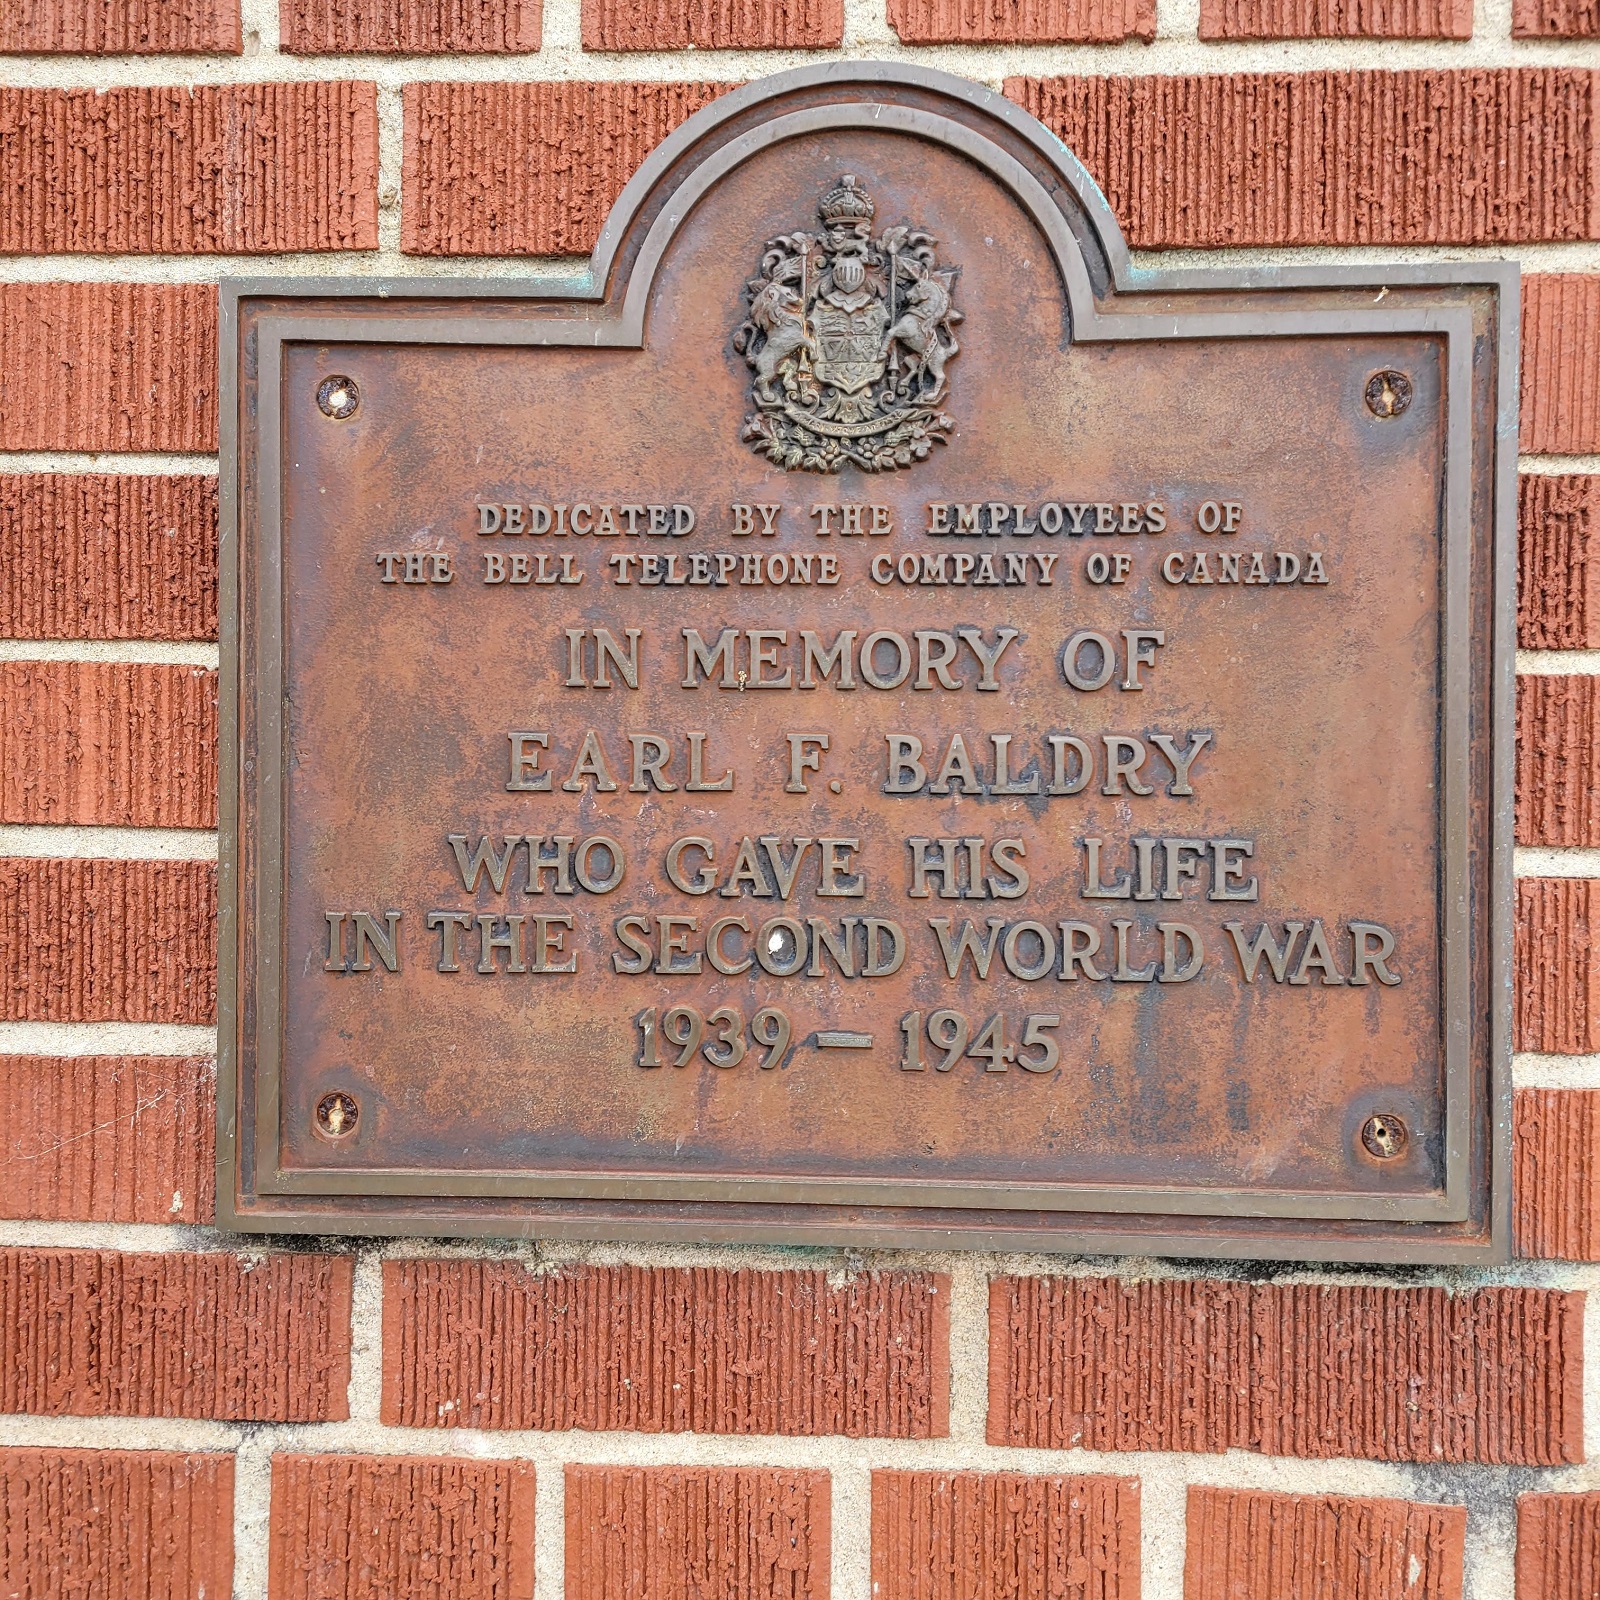 DEDICATED BY THE EMPLOYEES OF
THE BELL TELEPHONE COMPANY OF CANADA
IN MEMORY OF
EARL F. BALDRY
WHO GAVE HIS LIFE
IN THE SECOND WORLD WAR
1939 – 1945